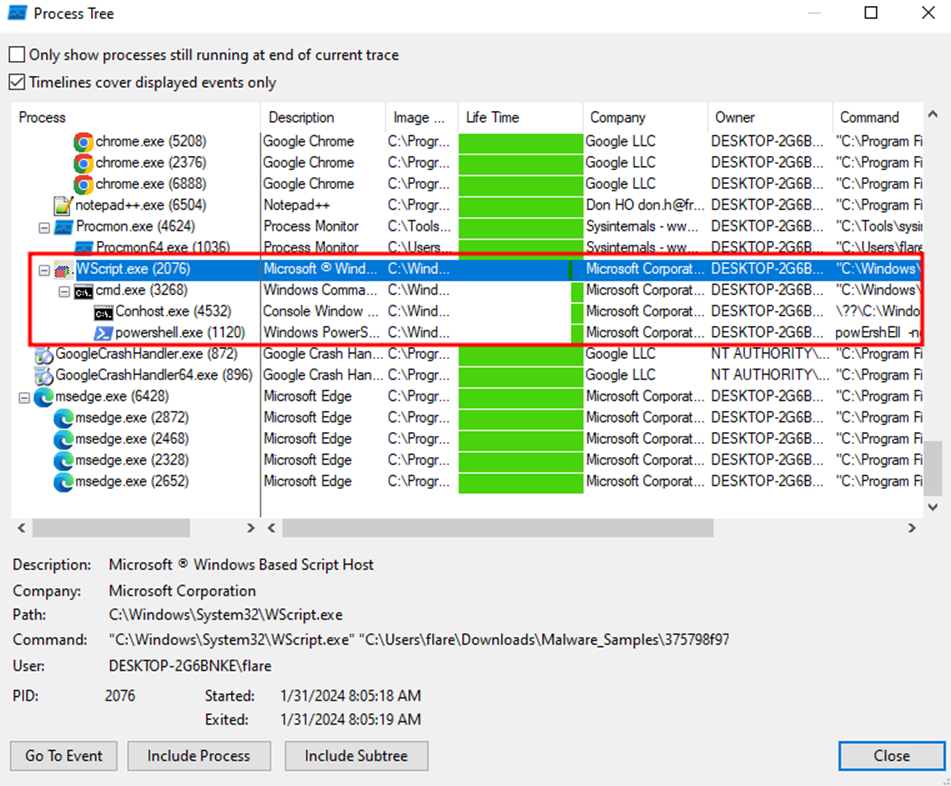 Process Tree
Only show processes still running at end of current trace
Timelines cover displayed events only
Process Description Image ... Life Time Company Owner Command
chrome.exe (5208) Google Chrome C:\Progr... Google LLC DESKTOP-2G6B... "C:\Program Fi
chrome.exe (2376) Google Chrome C:\Progr... Google LLC DESKTOP-2G6B... "C:\Program Fi
chrome.exe (6888) Google Chrome C:\Progr... Google LLC DESKTOP-2G6B... "C:\Program Fi
notepad++.exe (6504) Notepad++ C:\Progr... Don HO don.h@fr... DESKTOP-2G6B... "C:\Program Fi
Procmon.exe (4624) Process Monitor C:\Tools... Sysinternals - ww... DESKTOP-2G6B... "C:\Tools\sysi
Procmon64.exe (1036) Process Monitor C:\Users... Sysinternals - ww... DESKTOP-2G6B... "C:\Users\flare
WScript.exe (2076) Microsoft ® Wind... C:\Wind... Microsoft Corporat... DESKTOP-2G6B... "C:\Windows\
cmd.exe (3268) Windows Comma... C:\Wind... Microsoft Corporat... DESKTOP-2G6B... "C:\Windows\
Conhost.exe (4532) Console Window ... C:\Wind... Microsoft Corporat... DESKTOP-2G6B... \??\C:\Windo
powershell.exe (1120) Windows PowerS... C:\Wind... Microsoft Corporat... DESKTOP-2G6B... powErshEll -n
GoogleCrashHandler.exe (872) Google Crash Han... C:\Progr... Google LLC NT AUTHORITY\...
GoogleCrashHandler64.exe (896) Google Crash Han... C:\Progr... Google LLC NT AUTHORITY\... "C:\Program Fi
msedge.exe (6428) Microsoft Edge C:\Progr... Microsoft Corporat... DESKTOP-2G6B... "C:\Program Fi
msedge.exe (2872) Microsoft Edge C:\Progr... Microsoft Corporat... DESKTOP-2G6B... "C:\Program Fi
msedge.exe (2468) Microsoft Edge C:\Progr... Microsoft Corporat... DESKTOP-2G6B... "C:\Program Fi
msedge.exe (2328) Microsoft Edge C:\Progr... Microsoft Corporat... DESKTOP-2G6B... "C:\Program Fi
msedge.exe (2652) Microsoft Edge C:\Progr... Microsoft Corporat... DESKTOP-2G6B... "C:\Program Fi
Description: Microsoft ® Windows Based Script Host
Company: Microsoft Corporation
Path: C:\Windows\System32\WScript.exe
Command: "C:\Windows\System32\WScript.exe" "C:\Users\flare\Downloads\Malware_Samples\375798f97
User: DESKTOP-2G6BNKE\flare
PID: 2076 Started: 1/31/2024 8:05:18 AM
Exited: 1/31/2024 8:05:19 AM
Go To Event Include Process Include Subtree Close